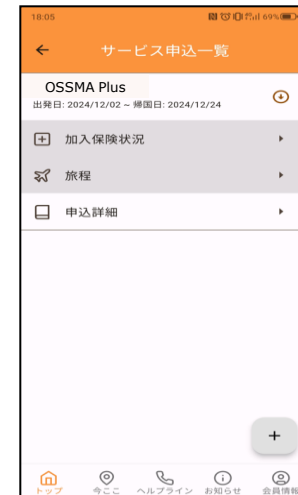 18:05
69%
サービス申込一覧
OSSMA Plus
出発日: 2024/12/02 ~ 帰国日: 2024/12/24
加入保険状況
旅程
申込詳細
トップ 今ここ ヘルプライン お知らせ 会員情報